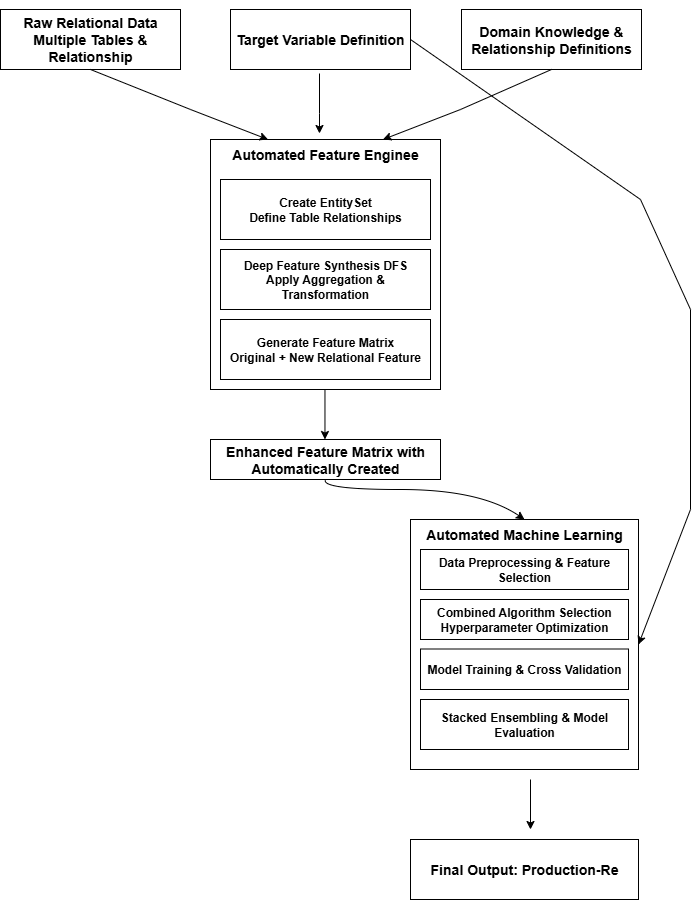 Raw Relational Data
Multiple Tables &
Relationship
Target Variable Definition
Domain Knowledge &
Relationship Definitions
Automated Feature Enginee
Create EntitySet
Define Table Relationships
Deep Feature Synthesis DFS
Apply Aggregation &
Transformation
Generate Feature Matrix
Original + New Relational Feature
Enhanced Feature Matrix with
Automatically Created
Automated Machine Learning
Data Preprocessing & Feature
Selection
Combined Algorithm Selection
Hyperparameter Optimization
Model Training & Cross Validation
Stacked Ensembling & Model
Evaluation
Final Output: Production-Re